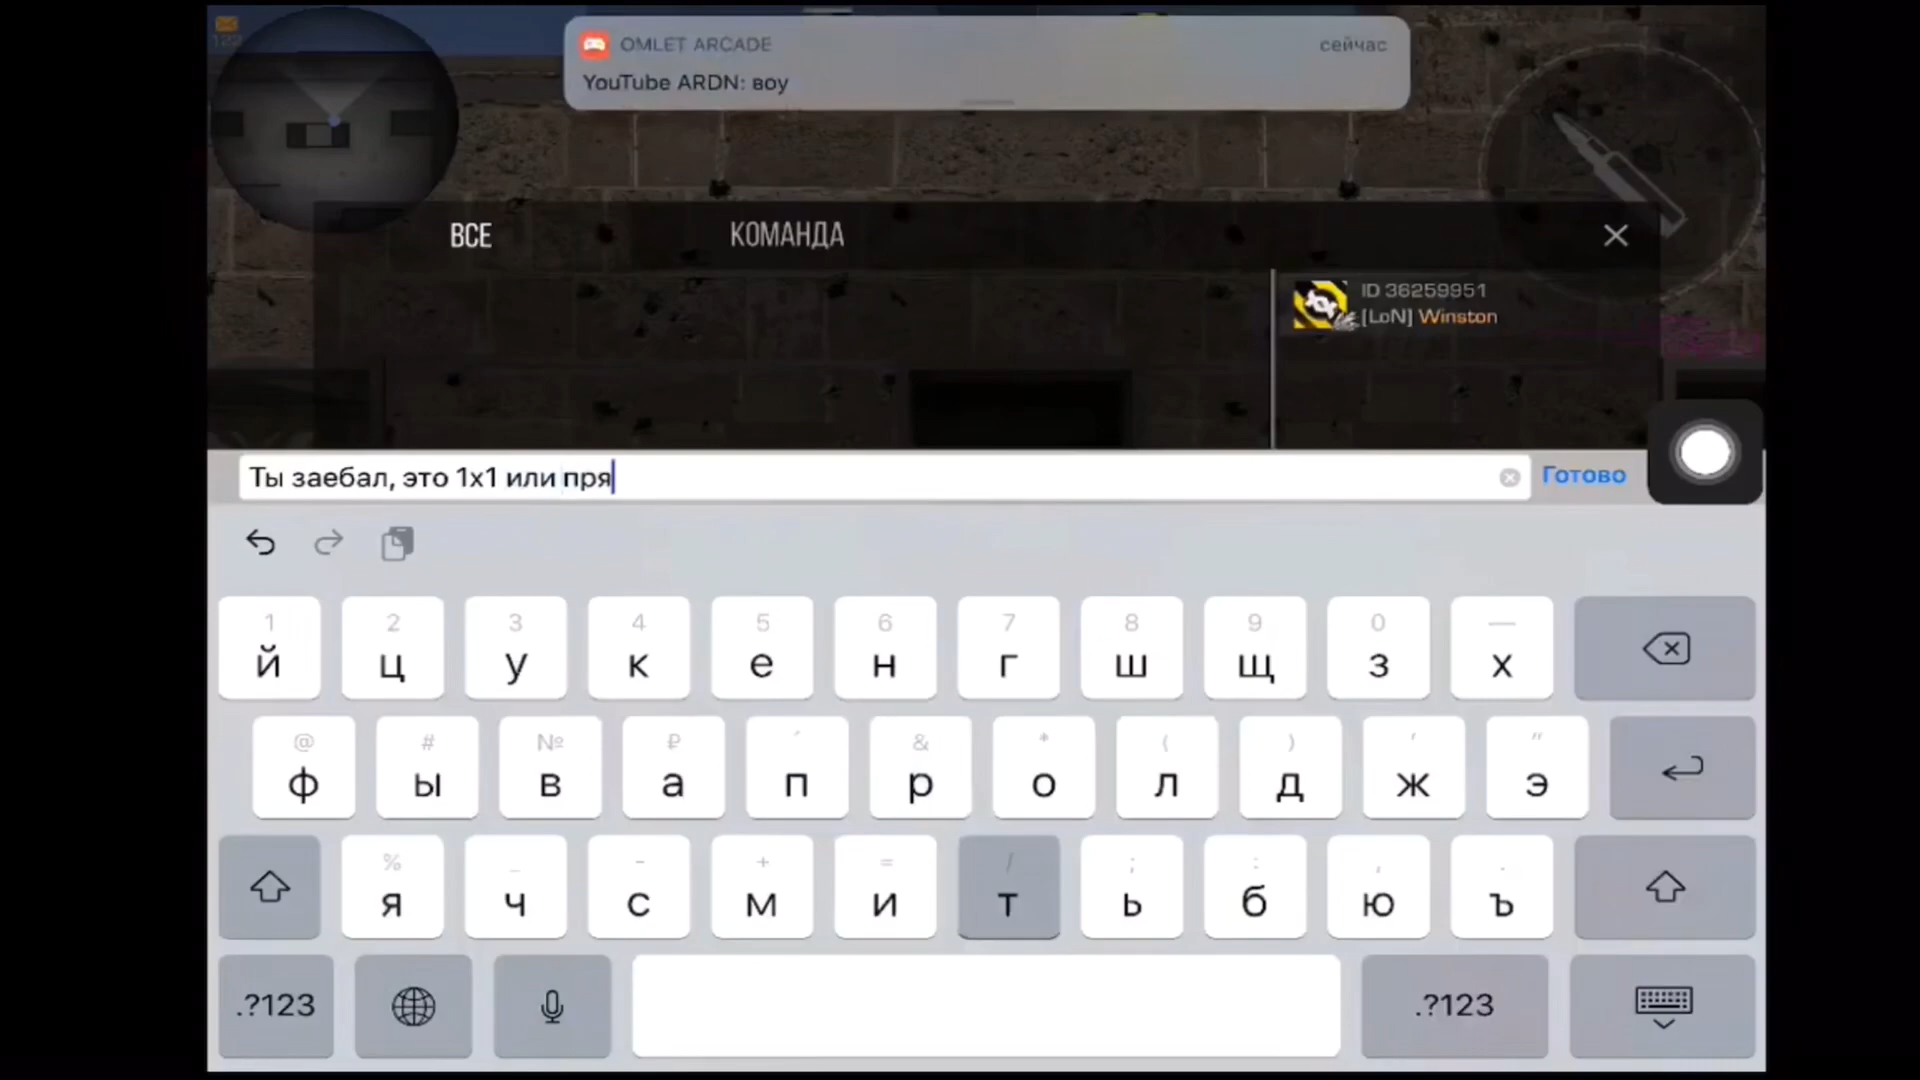 122
OMLET ARCADE
сейчас
YouTube ARDN: воу
ВСЕ
КОМАНДА
ID 36259951
[LoN] Winston
Ты заебал, это 1х1 или пря
Готово
1 2 3 4 5 6 7 8 9 0 —
й ц у к е н г ш щ з х
@ # № ₽ ´ & * ( ) ′ ″
ф ы в а п р о л д ж э
% _ - + = / ; : , .
я ч с м и т ь б ю ъ
.?123
.?123